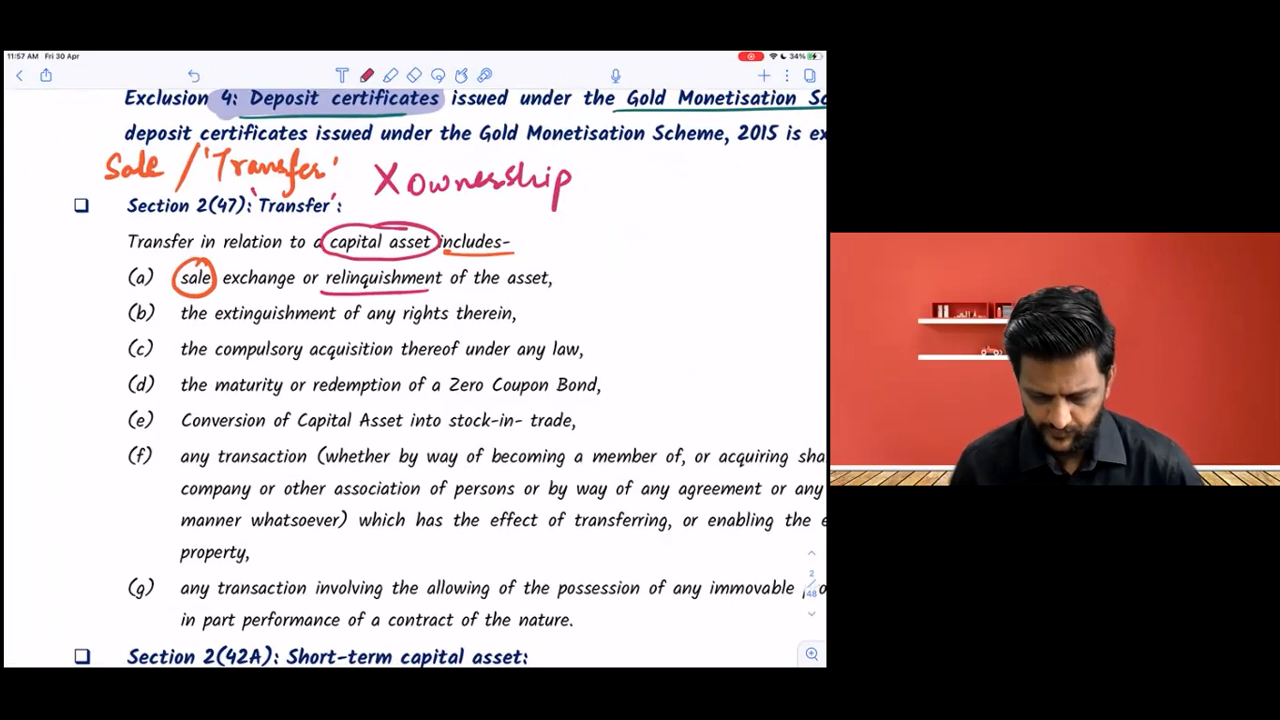 11:57 AM Fri 30 Apr
34%
Exclusion 4: Deposit certificates issued under the Gold Monetisation
deposit certificates issued under the Gold Monetisation Scheme, 2015 is
Sale / 'Transfer' X ownership
Section 2(47): 'Transfer':
Transfer in relation to a capital asset includes-
(a) sale exchange or relinquishment of the asset,
(b) the extinguishment of any rights therein,
(c) the compulsory acquisition thereof under any law,
(d) the maturity or redemption of a Zero Coupon Bond,
(e) Conversion of Capital Asset into stock-in- trade,
(f) any transaction (whether by way of becoming a member of, or acquiring
company or other association of persons or by way of any agreement or any
manner whatsoever) which has the effect of transferring, or enabling the
property,
(g) any transaction involving the allowing of the possession of any immovable
in part performance of a contract of the nature.
2
48
Section 2(42A): Short-term capital asset: